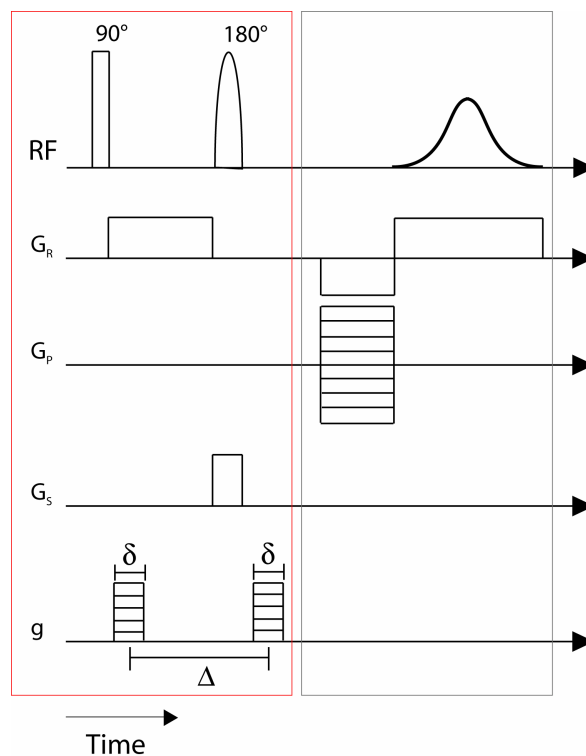 90° 180°
RF
G_R
G_P
G_S
δ δ
g
Δ
Time